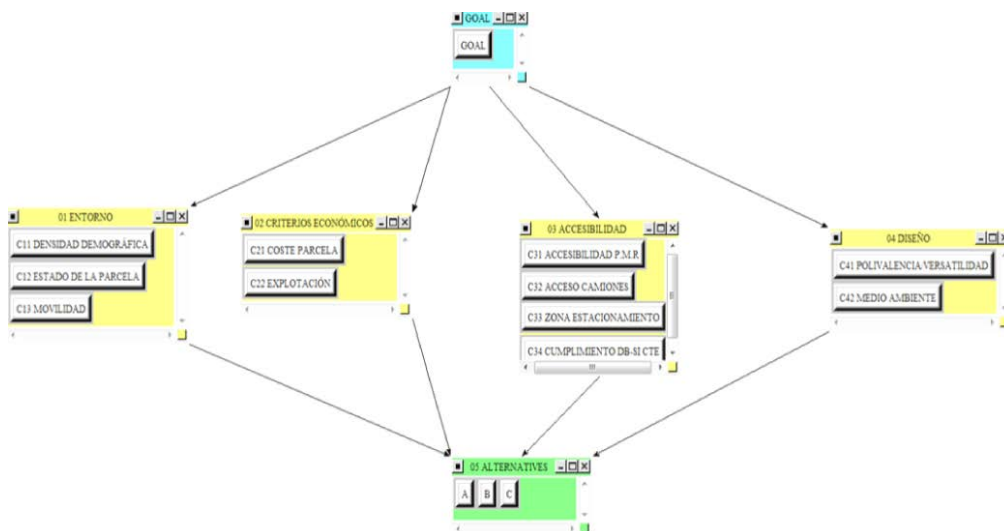 GOAL
GOAL
01 ENTORNO
C11 DENSIDAD DEMOGRÁFICA
C12 ESTADO DE LA PARCELA
C13 MOVILIDAD
02 CRITERIOS ECONÓMICOS
C21 COSTE PARCELA
C22 EXPLOTACIÓN
03 ACCESIBILIDAD
C31 ACCESIBILIDAD P.M.R
C32 ACCESO CAMIONES
C33 ZONA ESTACIONAMIENTO
C34 CUMPLIMIENTO DB-SI CTE
04 DISEÑO
C41 POLIVALENCIA/VERSATILIDAD
C42 MEDIO AMBIENTE
05 ALTERNATIVES
A B C